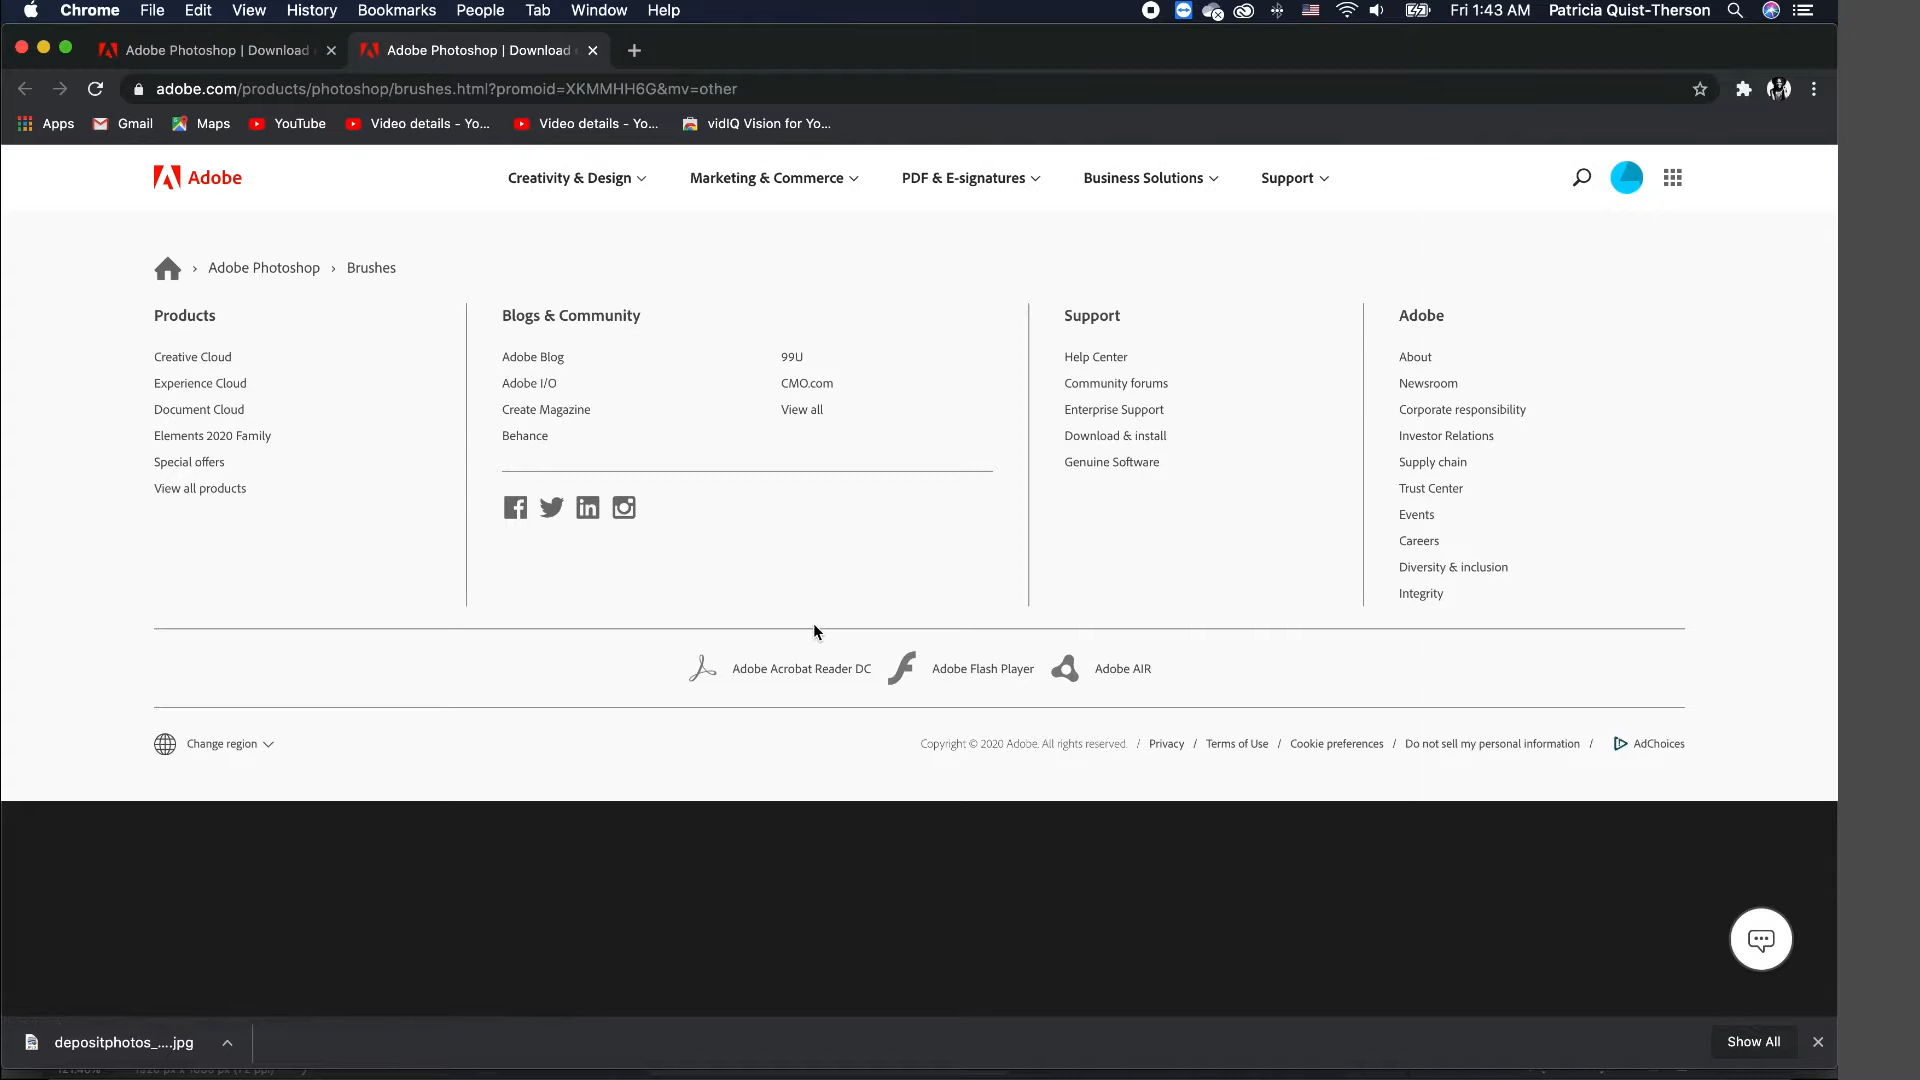 Chrome File Edit View History Bookmarks People Tab Window Help Fri 1:43 AM Patricia Quist-Therson
Adobe Photoshop | Download Adobe Photoshop | Download
adobe.com/products/photoshop/brushes.html?promoid=XKMMHH6G&mv=other
Apps Gmail Maps YouTube Video details - Yo... Video details - Yo... vidIQ Vision for Yo...
Adobe Creativity & Design Marketing & Commerce PDF & E-signatures Business Solutions Support
Adobe Photoshop Brushes
Products
Creative Cloud
Experience Cloud
Document Cloud
Elements 2020 Family
Special offers
View all products
Blogs & Community
Adobe Blog
Adobe I/O
Create Magazine
Behance
99U
CMO.com
View all
Support
Help Center
Community forums
Enterprise Support
Download & install
Genuine Software
Adobe
About
Newsroom
Corporate responsibility
Investor Relations
Supply chain
Trust Center
Events
Careers
Diversity & inclusion
Integrity
Adobe Acrobat Reader DC Adobe Flash Player Adobe AIR
Change region Copyright © 2020 Adobe. All rights reserved. / Privacy / Terms of Use / Cookie preferences / Do not sell my personal information / AdChoices
depositphotos_....jpg Show All